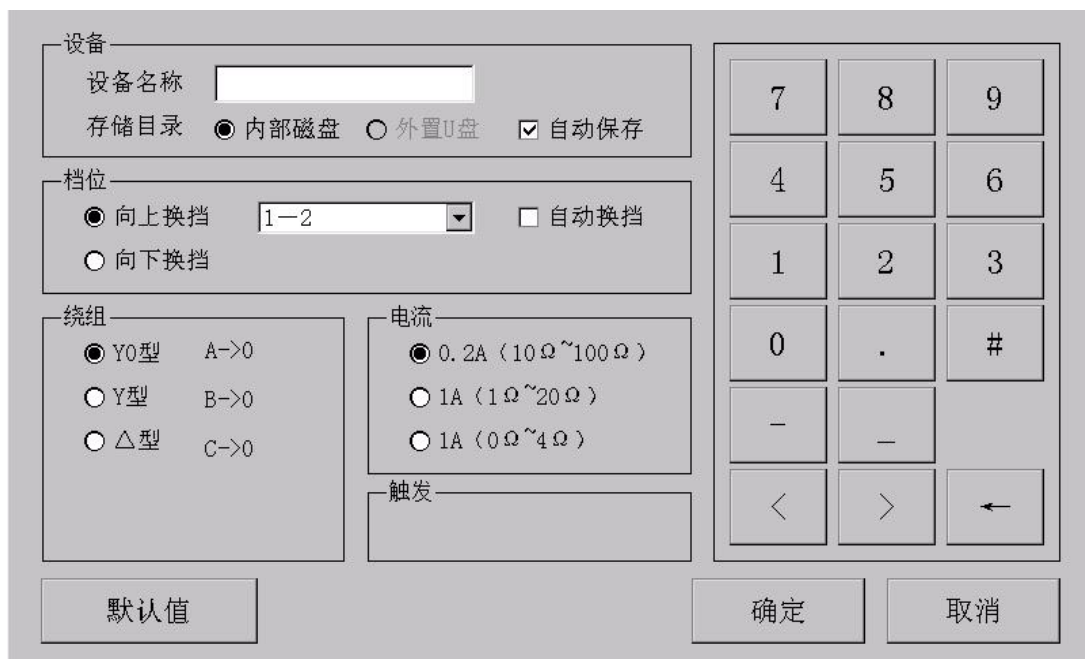 设备
设备名称
存储目录 内部磁盘 外置U盘 自动保存
档位
向上换挡 1—2 自动换挡
向下换挡
绕组
Y0型 A->0
Y型 B->0
△型 C->0
电流
0.2A（10Ω~100Ω）
1A（1Ω~20Ω）
1A（0Ω~4Ω）
触发
7 8 9
4 5 6
1 2 3
0 . #
- _
< > ←
默认值 确定 取消